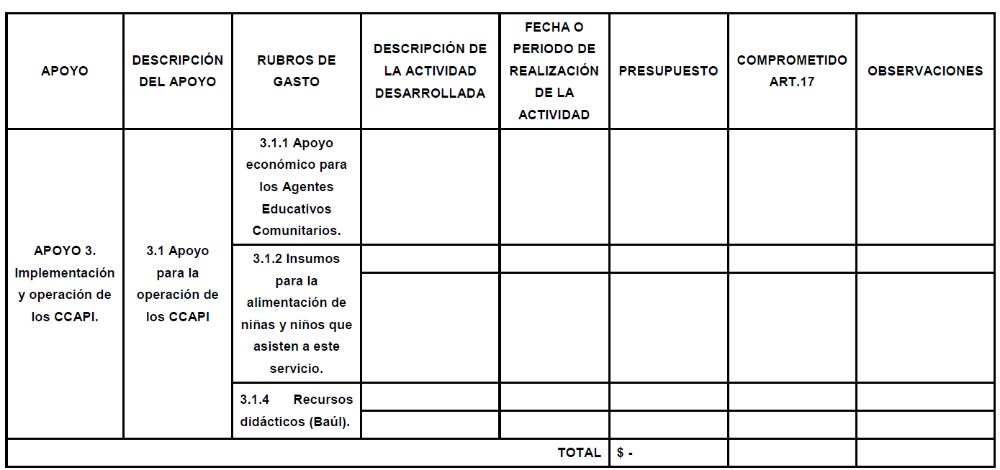 APOYO
DESCRIPCIÓN
DEL APOYO
RUBROS DE
GASTO
DESCRIPCIÓN DE
LA ACTIVIDAD
DESARROLLADA
FECHA O
PERIODO DE
REALIZACIÓN
DE LA
ACTIVIDAD
PRESUPUESTO
COMPROMETIDO
ART.17
OBSERVACIONES
APOYO 3.
Implementación
y operación de
los CCAPI.
3.1 Apoyo
para la
operación de
los CCAPI
3.1.1 Apoyo
económico para
los Agentes
Educativos
Comunitarios.
3.1.2 Insumos
para la
alimentación de
niñas y niños que
asisten a este
servicio.
3.1.4 Recursos
didácticos (Baúl).
TOTAL
$ -